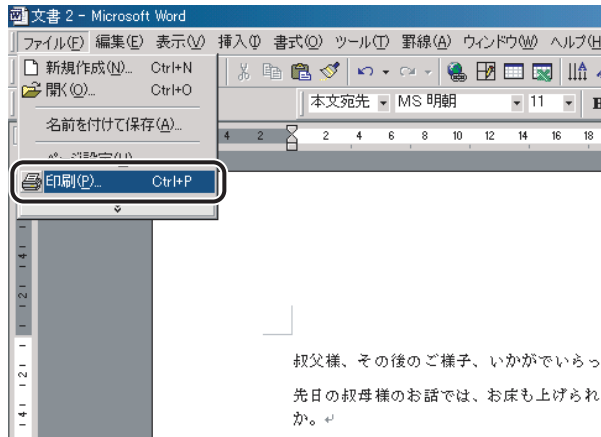 文書 2 - Microsoft Word
ファイル(F) 編集(E) 表示(V) 挿入(I) 書式(O) ツール(T) 罫線(A) ウィンドウ(W) ヘルプ(H
新規作成(N)... Ctrl+N
開く(O)... Ctrl+O
本文宛先 MS 明朝 11 B
名前を付けて保存(A)...
4 2 2 4 6 8 10 12 14 16 18
印刷(P)... Ctrl+P
4
2
2
4
叔父様、その後のご様子、いかがでいらっ
先日の叔母様のお話では、お床も上げられ
か。